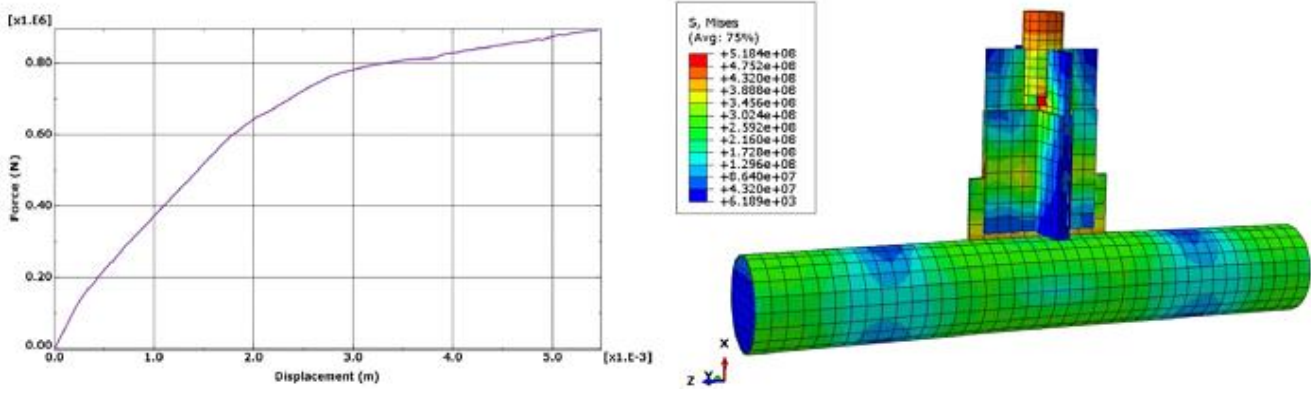 [x1.E6]
0.80
0.60
0.40
0.20
0.00
Force (N)
0.0 1.0 2.0 3.0 4.0 5.0 [x1.E-3]
Displacement (m)
S, Mises
(Avg: 75%)
+5.184e+08
+4.752e+08
+4.320e+08
+3.888e+08
+3.456e+08
+3.024e+08
+2.592e+08
+2.160e+08
+1.728e+08
+1.296e+08
+8.640e+07
+4.320e+07
+6.189e+03
X
Z Y